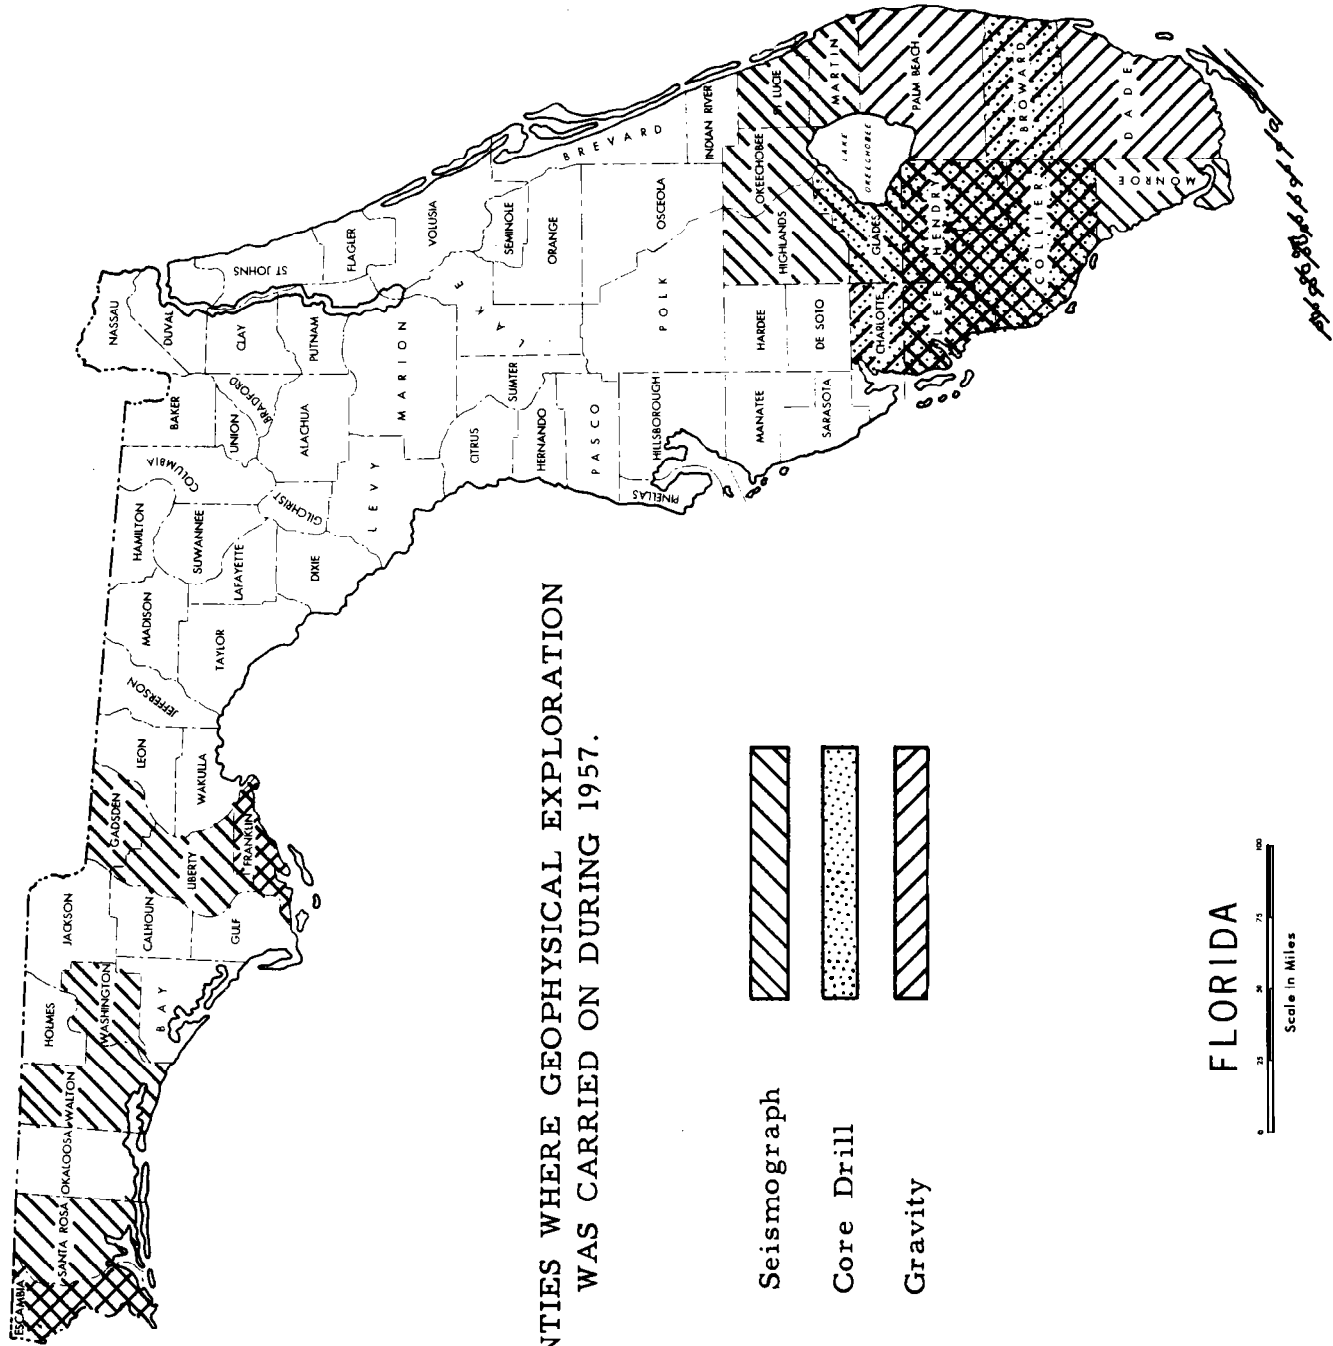 NASSAU
DUVAL
BAKER
HAMILTON
COLUMBIA
MADISON
JEFFERSON
LEON
GADSDEN
JACKSON
HOLMES
WASHINGTON
WALTON
OKALOOSA
SANTA ROSA
ESCAMBIA
BAY
CALHOUN
GULF
LIBERTY
FRANKLIN
WAKULLA
TAYLOR
SUWANNEE
LAFAYETTE
DIXIE
GILCHRIST
UNION
BRADFORD
ALACHUA
CLAY
ST JOHNS
PUTNAM
FLAGLER
LEVY
MARION
VOLUSIA
CITRUS
SUMTER
LAKE
SEMINOLE
ORANGE
HERNANDO
PASCO
BREVARD
OSCEOLA
POLK
HILLSBOROUGH
PINELLAS
INDIAN RIVER
MANATEE
HARDEE
HIGHLANDS
OKEECHOBEE
ST LUCIE
SARASOTA
DE SOTO
MARTIN
CHARLOTTE
GLADES
LAKE
OKEECHOBEE
PALM BEACH
LEE
HENDRY
BROWARD
COLLIER
DADE
MONROE
NTIES WHERE GEOPHYSICAL EXPLORATION
WAS CARRIED ON DURING 1957.
Seismograph
Core Drill
Gravity
FLORIDA
0 25 50 75 100
Scale in Miles